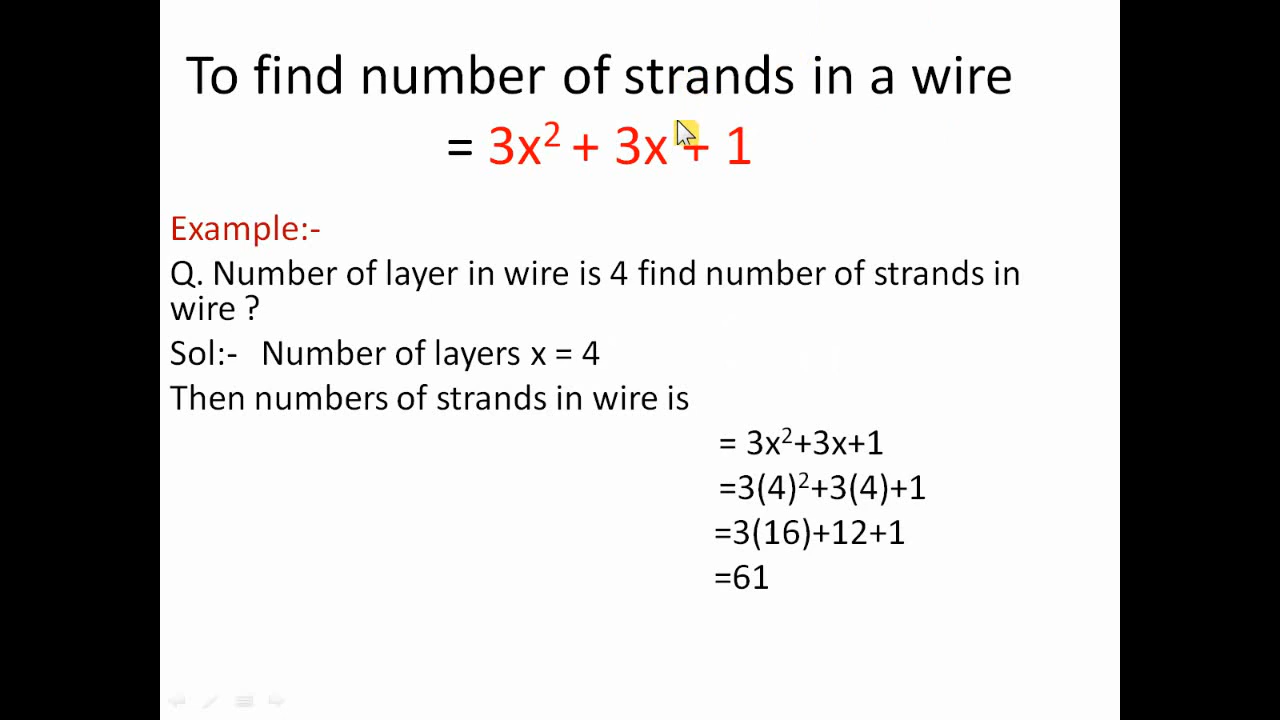 To find number of strands in a wire
= 3x² + 3x + 1
Example:-
Q. Number of layer in wire is 4 find number of strands in
wire ?
Sol:- Number of layers x = 4
Then numbers of strands in wire is
= 3x²+3x+1
=3(4)²+3(4)+1
=3(16)+12+1
=61